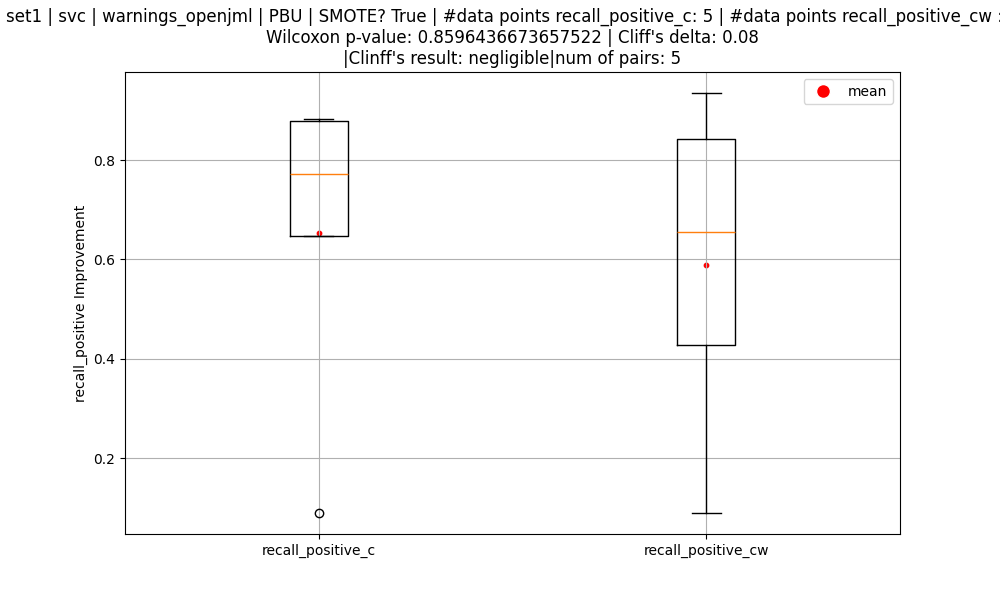 set1 | svc | warnings_openjml | PBU | SMOTE? True | #data points recall_positive_c: 5 | #data points recall_positive_cw :
Wilcoxon p-value: 0.8596436673657522 | Cliff's delta: 0.08
|Clinff's result: negligible|num of pairs: 5
mean
recall_positive Improvement
0.8
0.6
0.4
0.2
recall_positive_c
recall_positive_cw